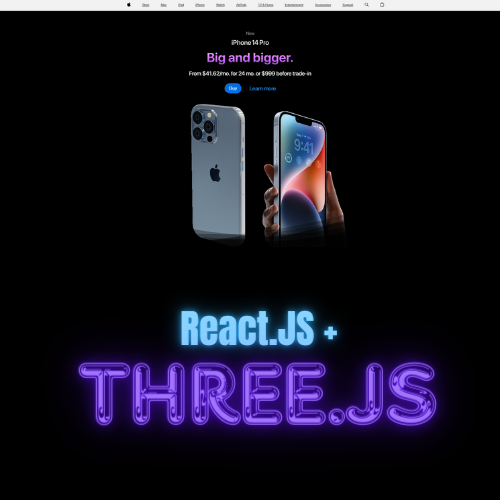 Store Mac iPad iPhone Watch AirPods TV & Home Entertainment Accessories Support
New
iPhone 14 Pro
Big and bigger.
From $41.62/mo. for 24 mo. or $999 before trade-in
Buy Learn more
9:41
React.JS +
THREE.JS